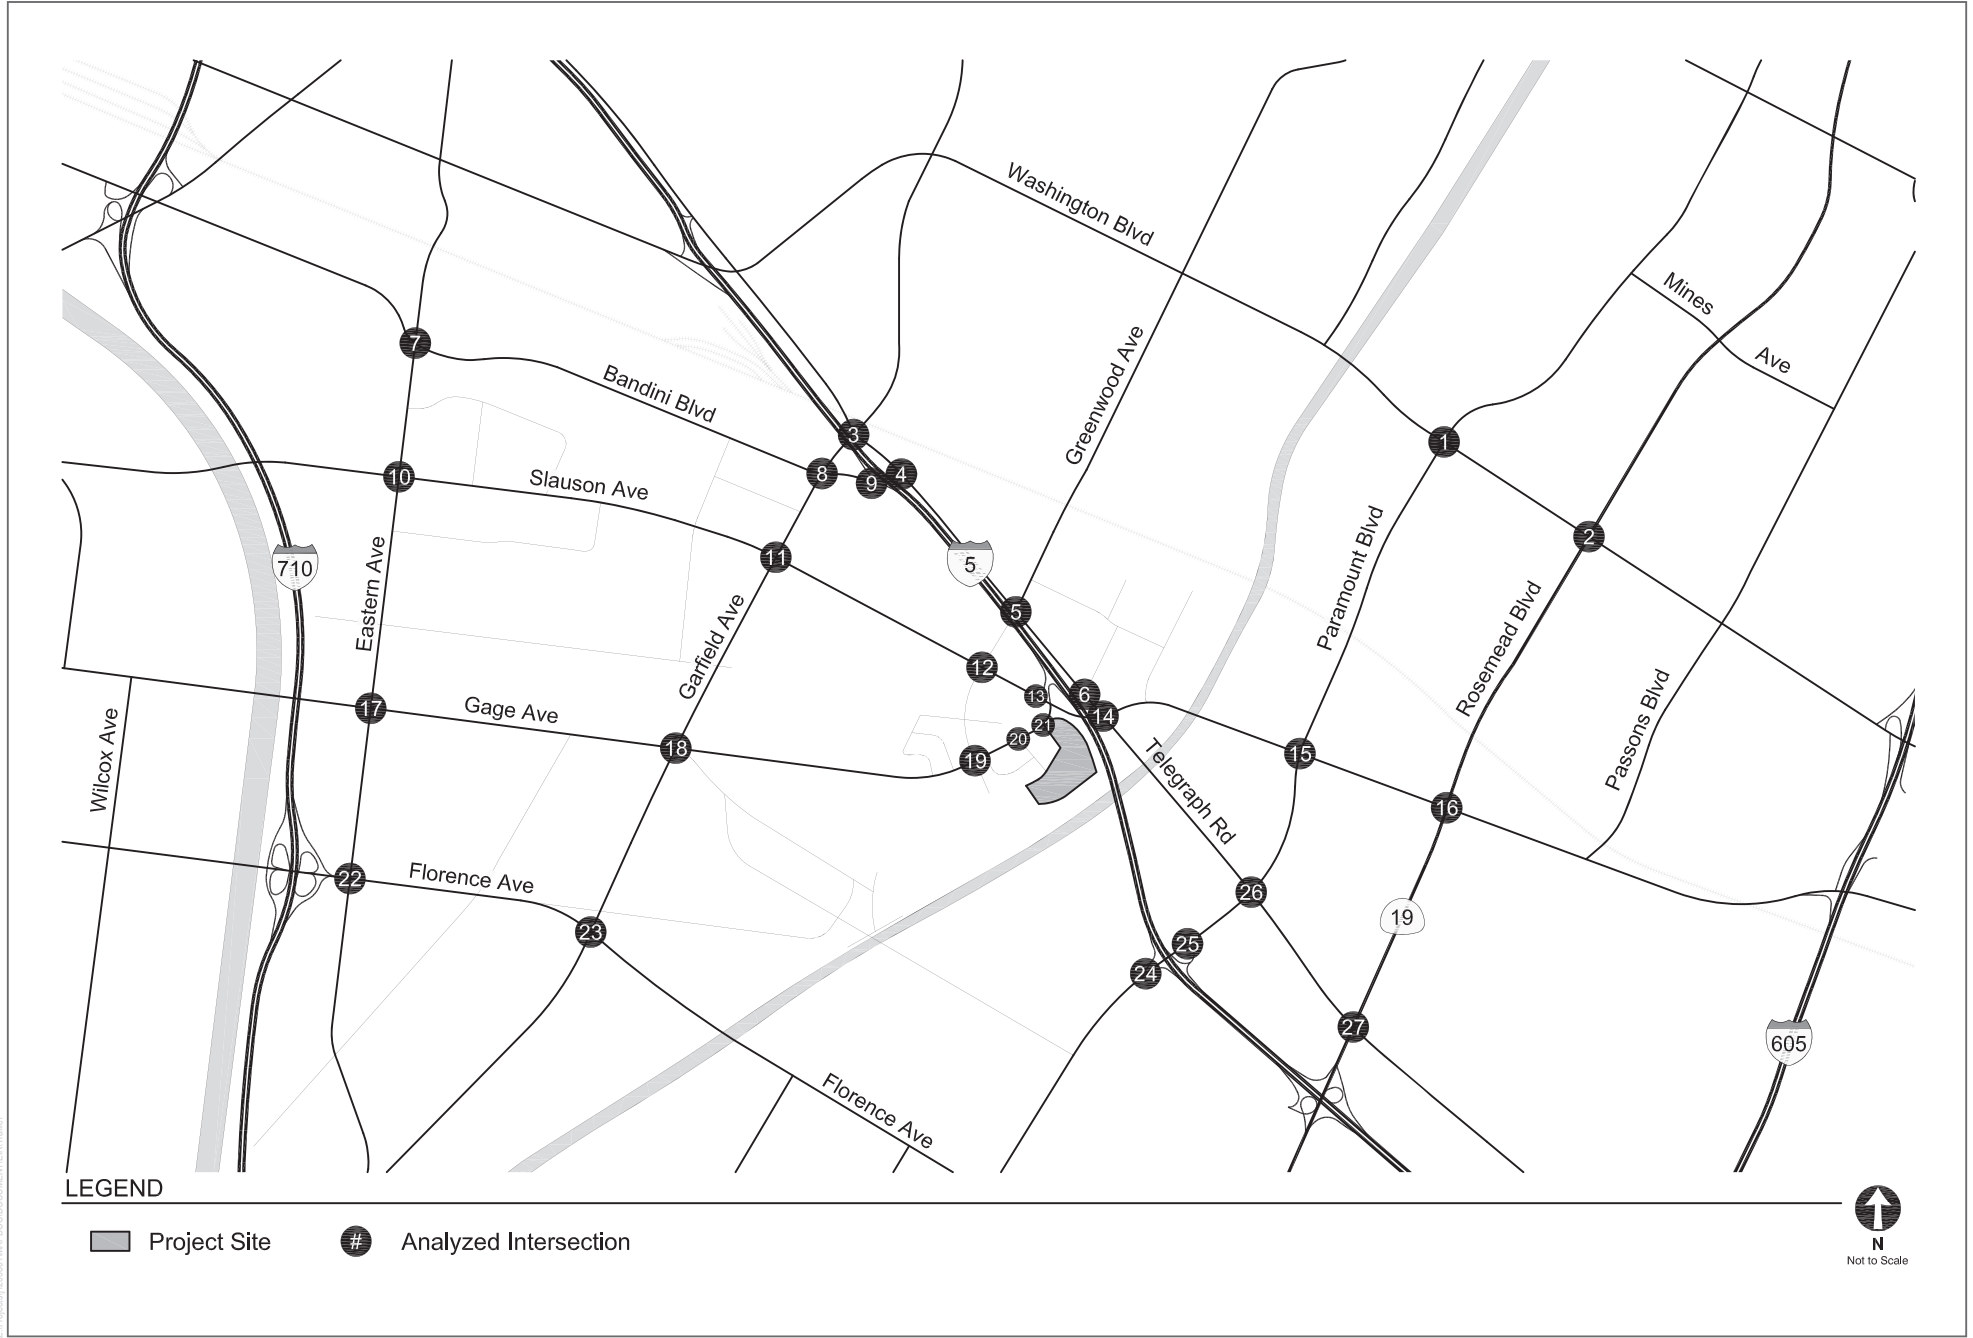 Washington Blvd
Mines
Ave
Greenwood Ave
7
Bandini Blvd
3
1
8
9
4
10
Slauson Ave
2
11
5
710
Eastern Ave
Paramount Blvd
5
Rosemead Blvd
Garfield Ave
12
13
6
14
17
Gage Ave
Passons Blvd
Wilcox Ave
21
20
18
19
15
Telegraph Rd
16
22
Florence Ave
26
19
23
25
24
27
605
Florence Ave
LEGEND
Project Site
#
Analyzed Intersection
N
Not to Scale